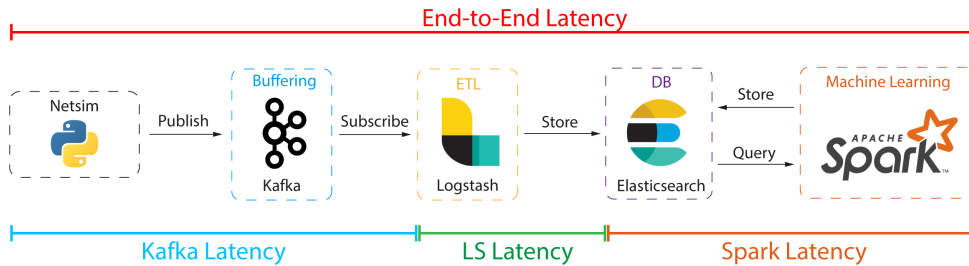 End-to-End Latency
Netsim
Publish
Buffering
Kafka
Subscribe
ETL
Logstash
Store
DB
Elasticsearch
Store
Query
Machine Learning
APACHE
Spark™
Kafka Latency
LS Latency
Spark Latency